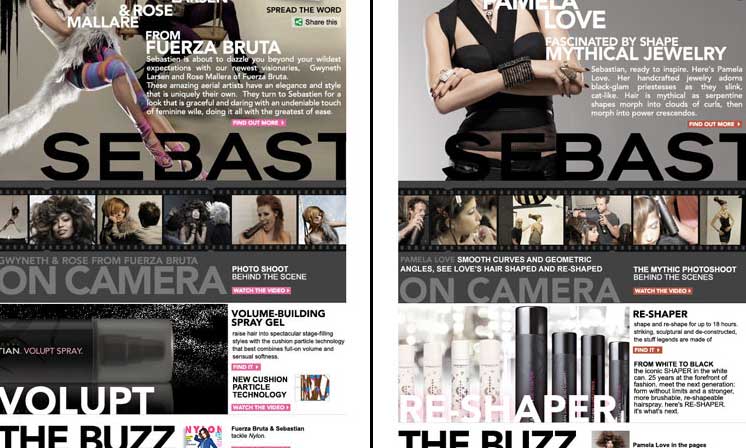 LARSEN
& ROSE
MALLARE
SPREAD THE WORD
Share this
FROM
FUERZA BRUTA
Sebastien is about to dazzle you beyond your wildest
expectations with our newest visionaries, Gwyneth
Larsen and Rose Mallera of Fuerza Bruta.
These amazing aerial artists have an elegance and style
that is uniquely their own. They turn to Sebastien for a
look that is graceful and daring with an undeniable touch
of feminine wile, doing it all with the greatest of ease.
FIND OUT MORE
SEBAST
GWYNETH & ROSE FROM FUERZA BRUTA
ON CAMERA
PHOTO SHOOT
BEHIND THE SCENE
WATCH THE VIDEO
TIAN. VOLUPT SPRAY.
VOLUPT
VOLUME-BUILDING
SPRAY GEL
raise hair into spectacular stage-filling
styles with the cushion particle technology
that best combines full-on volume and
sensual softness.
FIND IT
NEW CUSHION
PARTICLE
TECHNOLOGY
WATCH THE VIDEO
THE BUZZ
NYLON
Fuerza Bruta & Sebastian
tackle Nylon.
PAMELA
LOVE
FASCINATED BY SHAPE
MYTHICAL JEWELRY
Sebastian, ready to inspire. Here's Pamela
Love. Her handcrafted jewelry adorns
black-glam priestesses as they slink,
cat-like. Hair is mythical as serpentine
shapes morph into clouds of curls, then
morph into power crescendos.
FIND OUT MORE
SEBAST
PAMELA LOVE SMOOTH CURVES AND GEOMETRIC
ANGLES, SEE LOVE'S HAIR SHAPED AND RE-SHAPED
ON CAMERA
THE MYTHIC PHOTOSHOOT
BEHIND THE SCENES
WATCH THE VIDEO
RE-SHAPER
RE-SHAPER
shape and re-shape for up to 18 hours.
striking, sculptural and de-constructed,
the stuff legends are made of
FIND IT
FROM WHITE TO BLACK
the iconic SHAPER in the white
can. 25 years at the forefront of
fashion, meet the next generation:
form without limits and a stronger,
more brushable, re-shapeable
hairspray. here's RE-SHAPER.
it's what's next.
THE BUZZ
Pamela Love in the pages